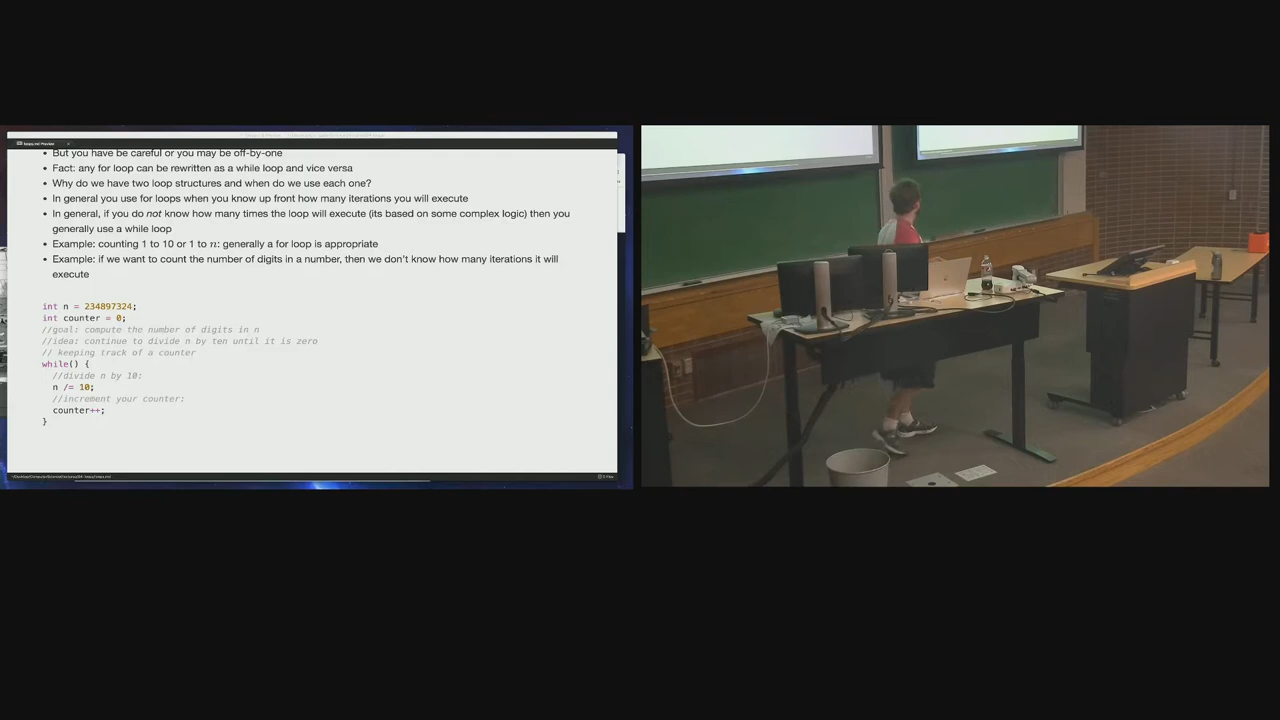 loops.md Preview
But you have be careful or you may be off-by-one
Fact: any for loop can be rewritten as a while loop and vice versa
Why do we have two loop structures and when do we use each one?
In general you use for loops when you know up front how many iterations you will execute
In general, if you do not know how many times the loop will execute (its based on some complex logic) then you
generally use a while loop
Example: counting 1 to 10 or 1 to n: generally a for loop is appropriate
Example: if we want to count the number of digits in a number, then we don't know how many iterations it will
execute
int n = 234897324;
int counter = 0;
//goal: compute the number of digits in n
//idea: continue to divide n by ten until it is zero
// keeping track of a counter
while() {
//divide n by 10:
n /= 10;
//increment your counter:
counter++;
}